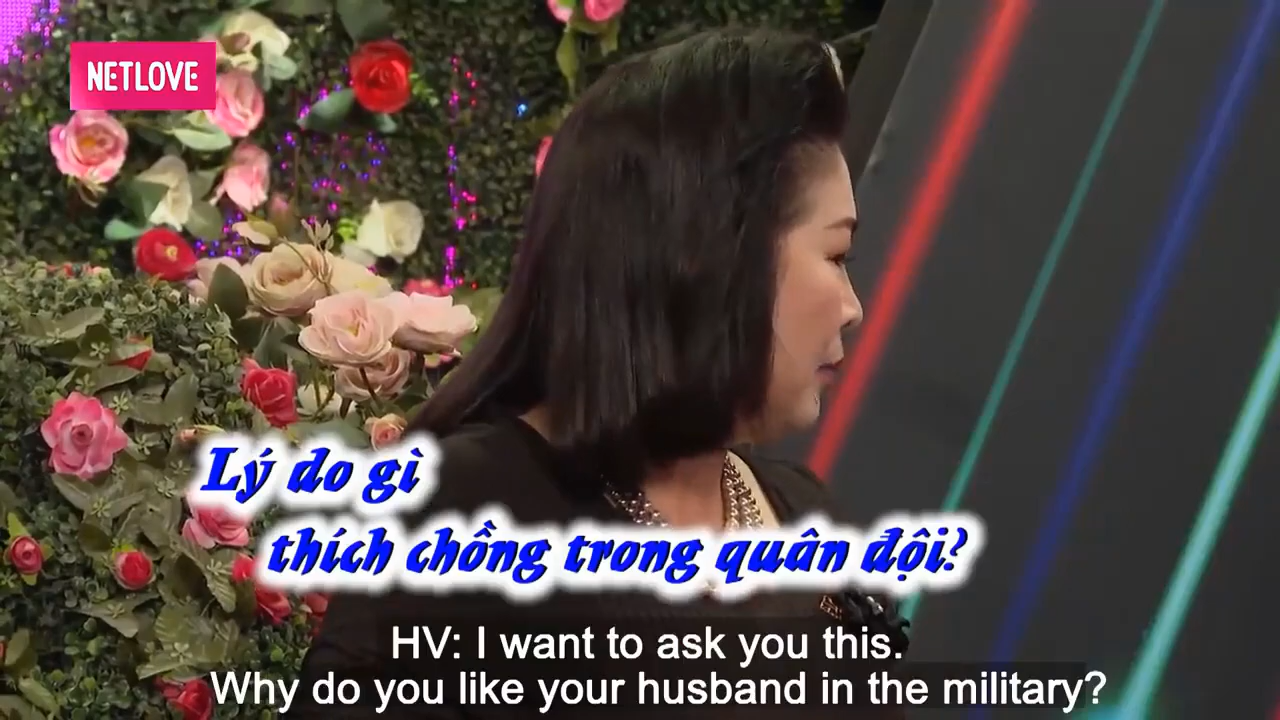 NETLOVE
Lý do gì
thích chồng trong quân đội?
HV: I want to ask you this.
Why do you like your husband in the military?